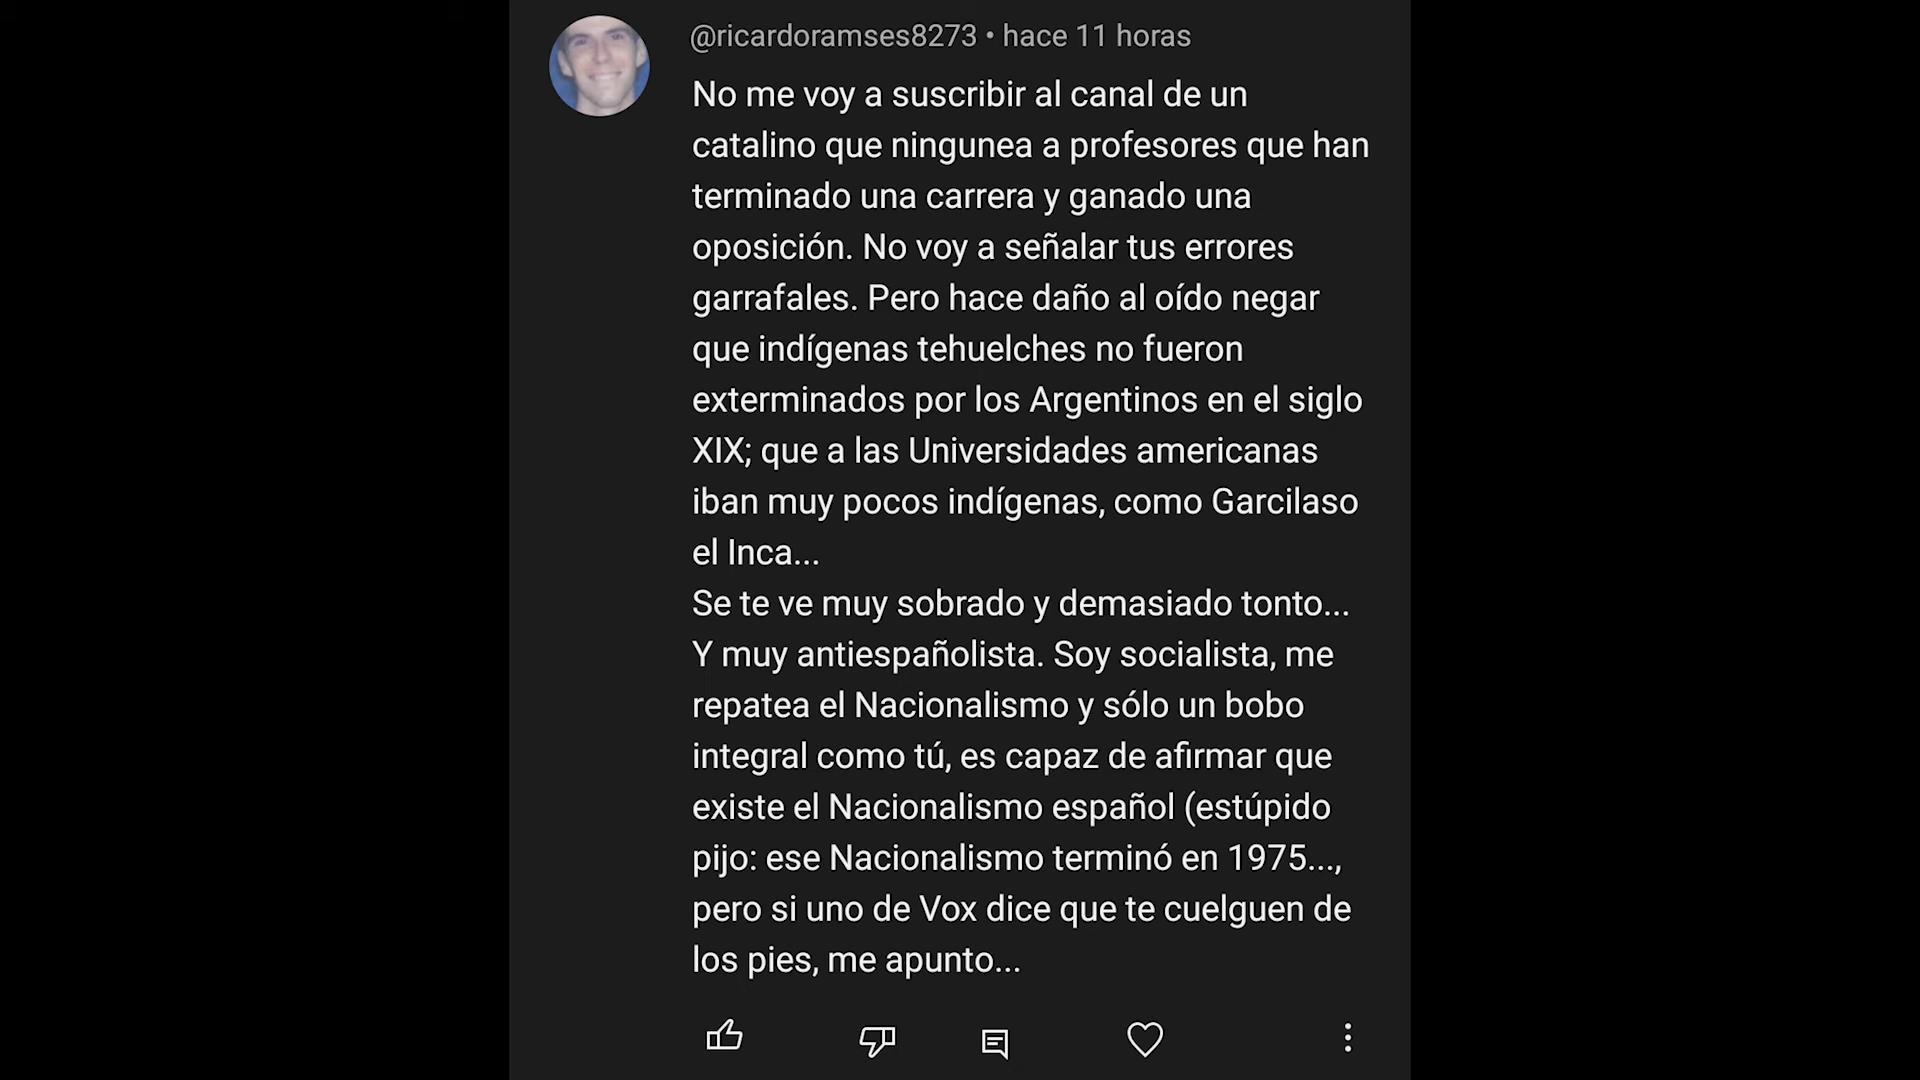 @ricardoramses8273 • hace 11 horas
No me voy a suscribir al canal de un
catalino que ningunea a profesores que han
terminado una carrera y ganado una
oposición. No voy a señalar tus errores
garrafales. Pero hace daño al oído negar
que indígenas tehuelches no fueron
exterminados por los Argentinos en el siglo
XIX; que a las Universidades americanas
iban muy pocos indígenas, como Garcilaso
el Inca...
Se te ve muy sobrado y demasiado tonto...
Y muy antiespañolista. Soy socialista, me
repatea el Nacionalismo y sólo un bobo
integral como tú, es capaz de afirmar que
existe el Nacionalismo español (estúpido
pijo: ese Nacionalismo terminó en 1975...,
pero si uno de Vox dice que te cuelguen de
los pies, me apunto...